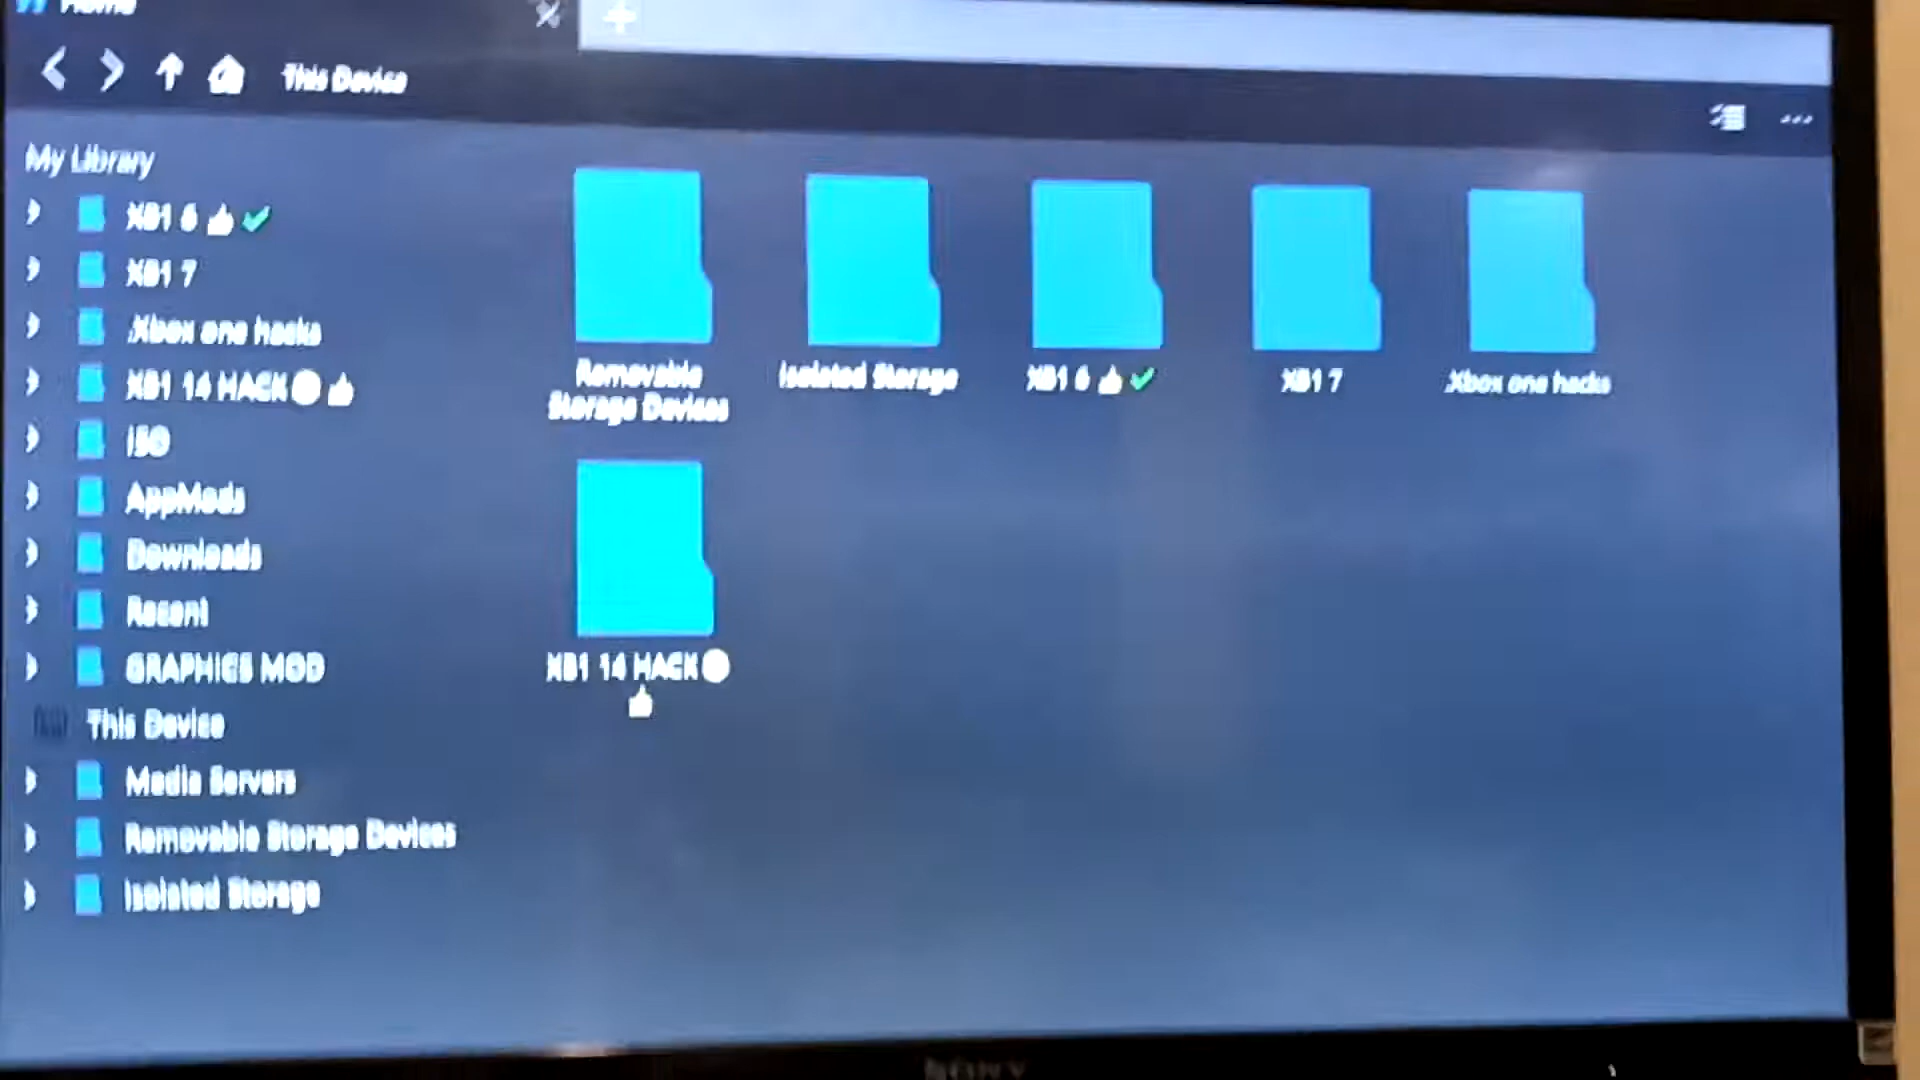 Home
This Device
My Library
XB1 6 👍 ✔
XB1 7
.Xbox one hacks
XB1 14 HACK 👍
ISO
AppMods
Downloads
Recent
GRAPHICS MOD
This Device
Media Servers
Removable Storage Devices
Isolated Storage
Removable
Storage Devices
Isolated Storage
XB1 6 👍 ✔
XB1 7
.Xbox one hacks
XB1 14 HACK
👍
SONY